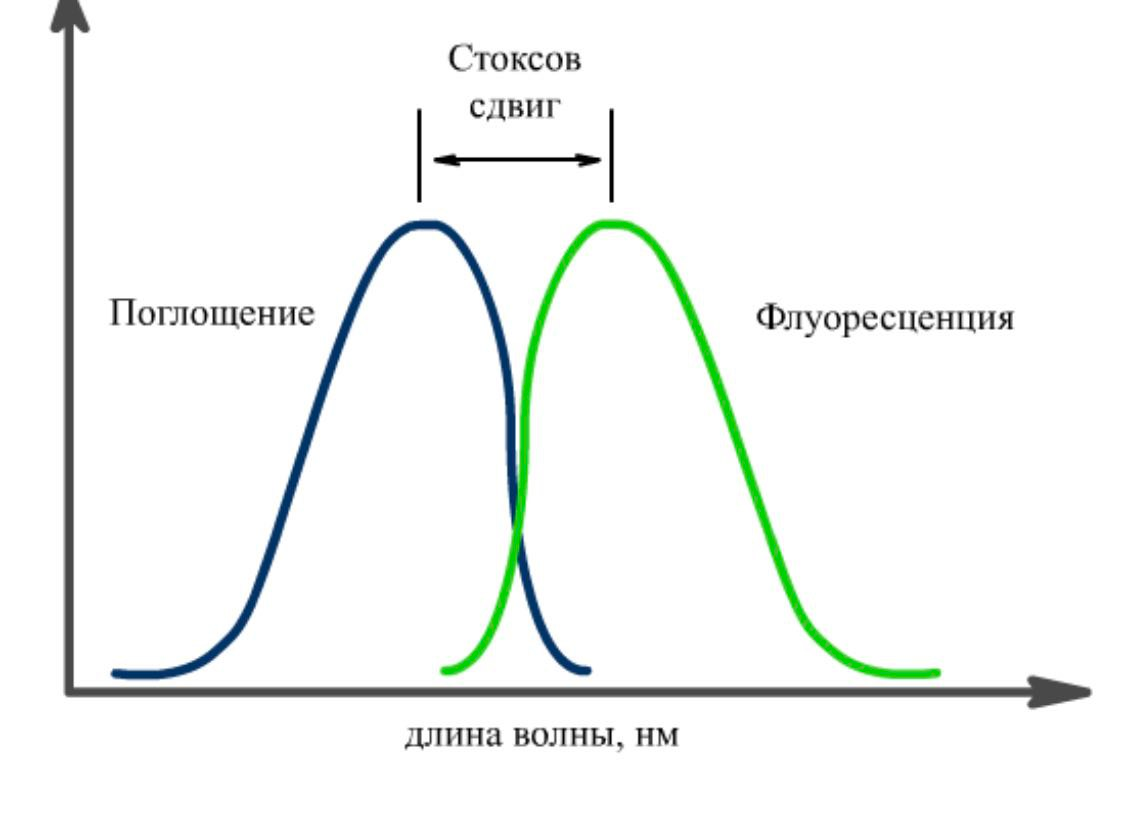 Стоксов
сдвиг
Поглощение
Флуоресценция
длина волны, нм